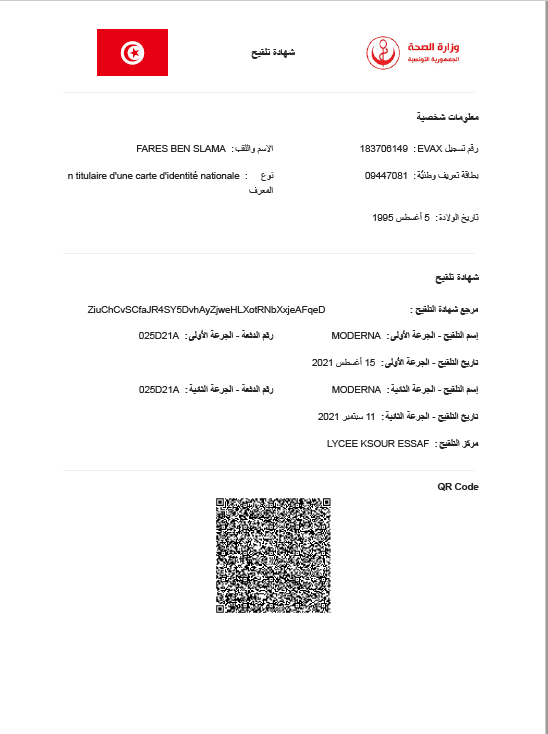 وزارة الصحة
الجمهورية التونسية
شهادة تلقيح
معلومات شخصية
رقم تسجيل EVAX: 183706149
الاسم واللقب: FARES BEN SLAMA
بطاقة تعريف وطنيّة: 09447081
نوع المعرف: n titulaire d'une carte d'identité nationale
تاريخ الولادة: 5 أغسطس 1995
شهادة تلقيح
مرجع شهادة التلقيح: ZiuChCvSCfaJR4SY5DvhAyZjweHLXotRNbXxjeAFqeD
إسم التلقيح - الجرعة الأولى: MODERNA
رقم الدفعة - الجرعة الأولى: 025D21A
تاريخ التلقيح - الجرعة الأولى: 15 أغسطس 2021
إسم التلقيح - الجرعة الثانية: MODERNA
رقم الدفعة - الجرعة الثانية: 025D21A
تاريخ التلقيح - الجرعة الثانية: 11 سبتمبر 2021
مركز التلقيح: LYCEE KSOUR ESSAF
QR Code